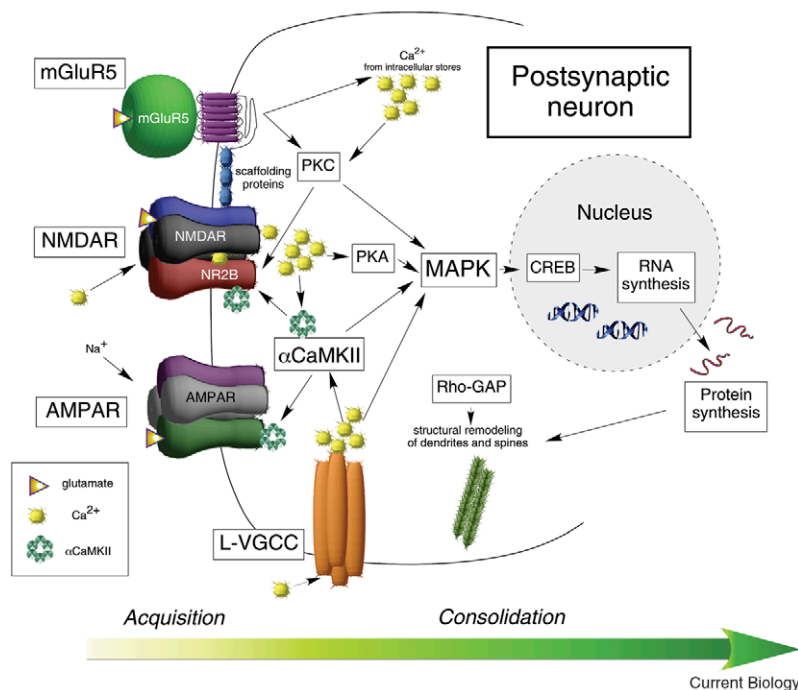 mGluR5
mGluR5
Ca2+
from intracellular stores
Postsynaptic
neuron
scaffolding
proteins
PKC
NMDAR
NMDAR
NR2B
PKA
MAPK
Nucleus
CREB
RNA
synthesis
Na+
αCaMKII
AMPAR
AMPAR
Rho-GAP
structural remodeling
of dendrites and spines
Protein
synthesis
glutamate
Ca2+
αCaMKII
L-VGCC
Acquisition
Consolidation
Current Biology